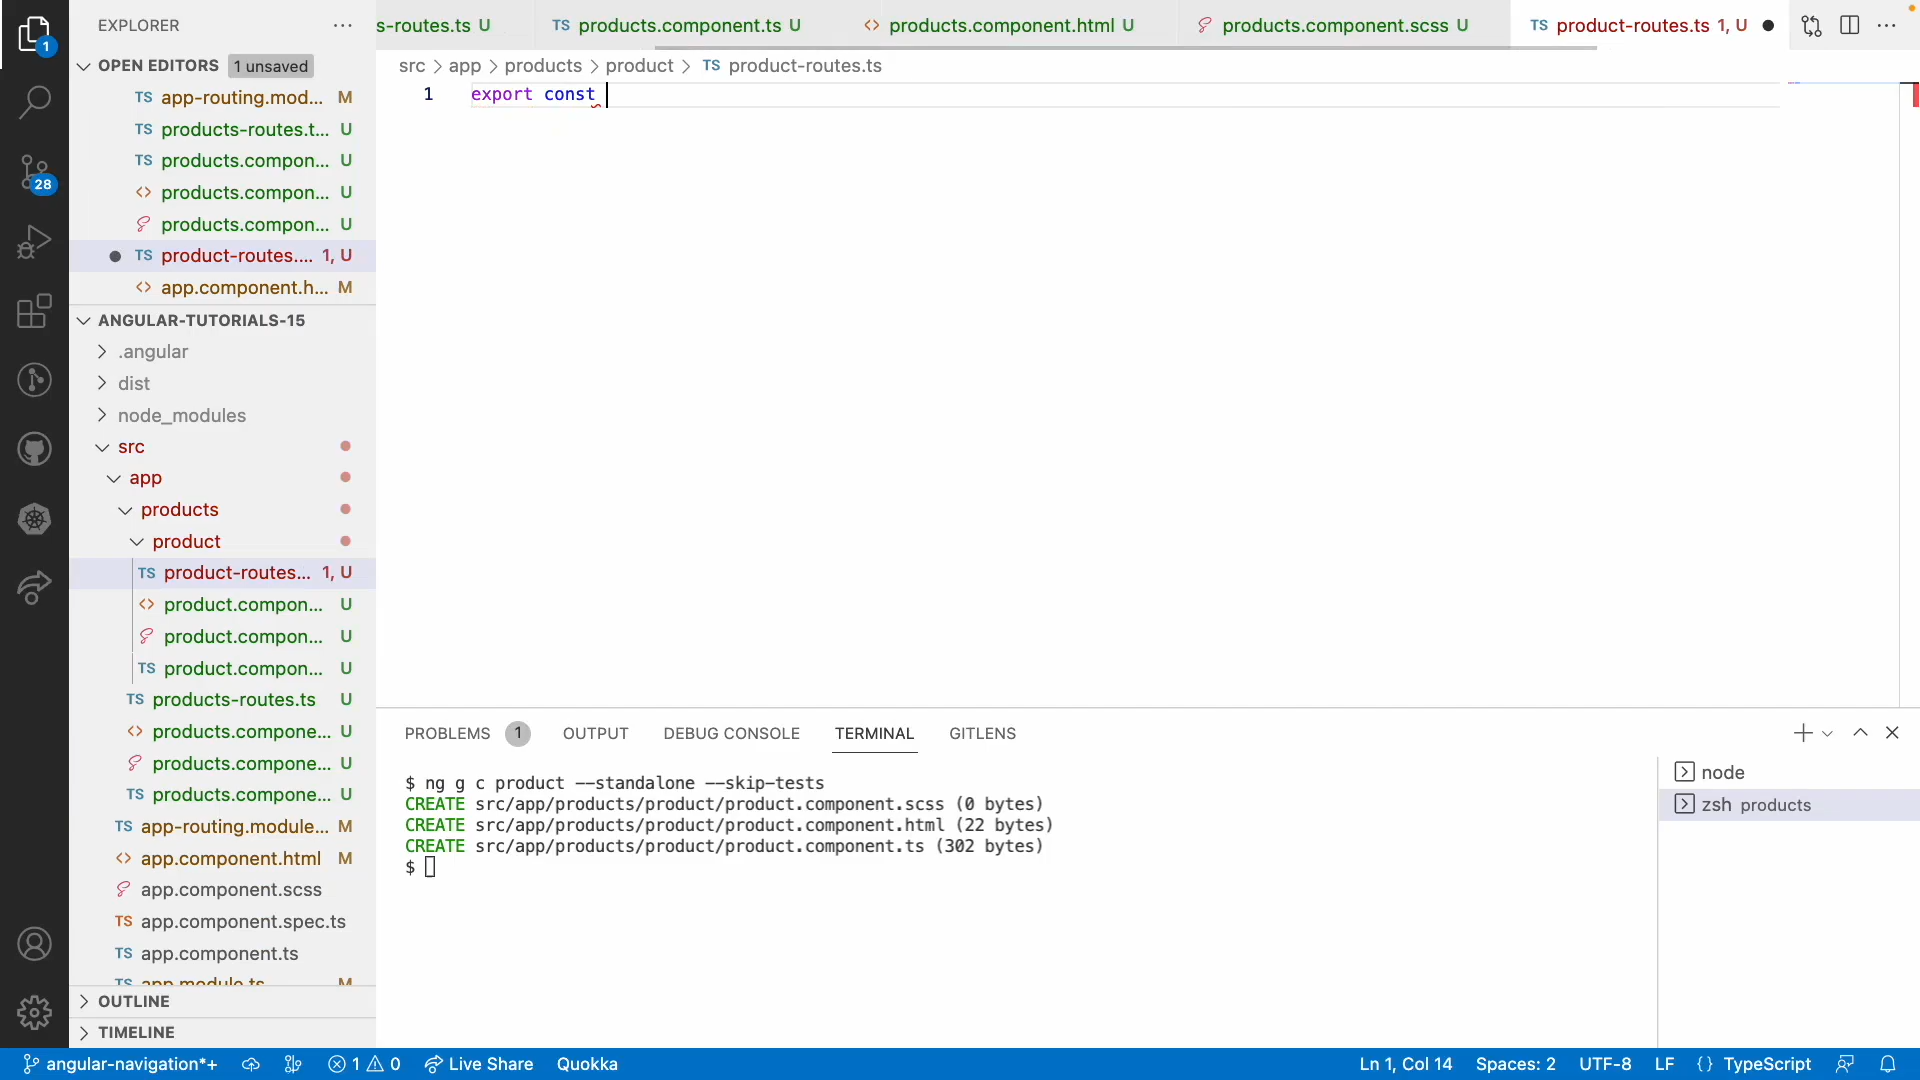 EXPLORER
s-routes.ts U
TS products.component.ts U
<> products.component.html U
products.component.scss U
TS product-routes.ts 1, U
1
OPEN EDITORS 1 unsaved
src > app > products > product > TS product-routes.ts
TS app-routing.mod... M
1 export const
TS products-routes.t... U
TS products.compon... U
28
<> products.compon... U
products.compon... U
TS product-routes.... 1, U
<> app.component.h... M
ANGULAR-TUTORIALS-15
.angular
dist
node_modules
src
app
products
product
TS product-routes... 1, U
<> product.compon... U
product.compon... U
TS product.compon... U
TS products-routes.ts U
<> products.compone... U
products.compone... U
TS products.compone... U
TS app-routing.module... M
<> app.component.html M
app.component.scss
TS app.component.spec.ts
TS app.component.ts
TS app.module.ts M
OUTLINE
TIMELINE
PROBLEMS 1 OUTPUT DEBUG CONSOLE TERMINAL GITLENS
$ ng g c product --standalone --skip-tests
CREATE src/app/products/product/product.component.scss (0 bytes)
CREATE src/app/products/product/product.component.html (22 bytes)
CREATE src/app/products/product/product.component.ts (302 bytes)
$
node
zsh products
angular-navigation*+ 1 0 Live Share Quokka Ln 1, Col 14 Spaces: 2 UTF-8 LF {} TypeScript